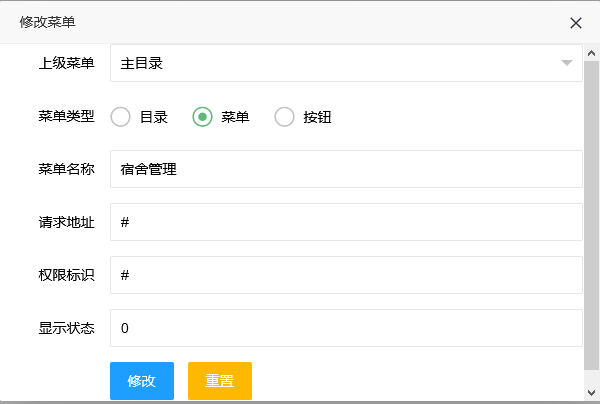 修改菜单
上级菜单 主目录
菜单类型 目录 菜单 按钮
菜单名称 宿舍管理
请求地址 #
权限标识 #
显示状态 0
修改 重置